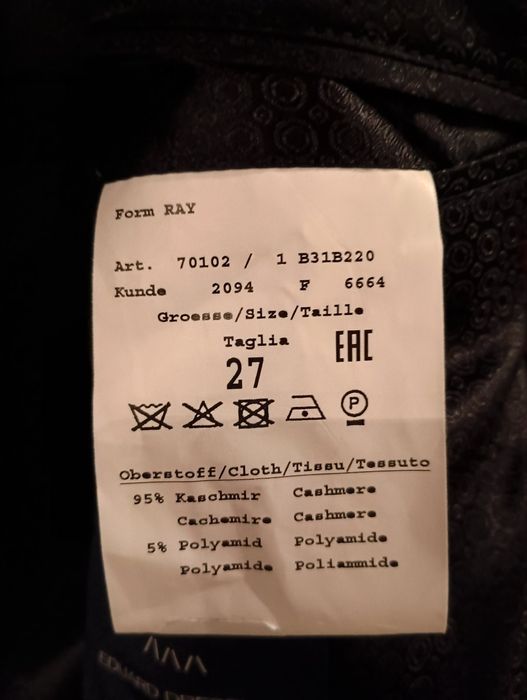 Form RAY
Art. 70102 / 1 B31B220
Kunde 2094 F 6664
Groesse/Size/Taille
Taglia
EAC
27
P
Oberstoff/Cloth/Tissu/Tessuto
95% Kaschmir Cashmere
Cachemire Cashmere
5% Polyamid Polyamide
Polyamide Poliammide
EDUARD